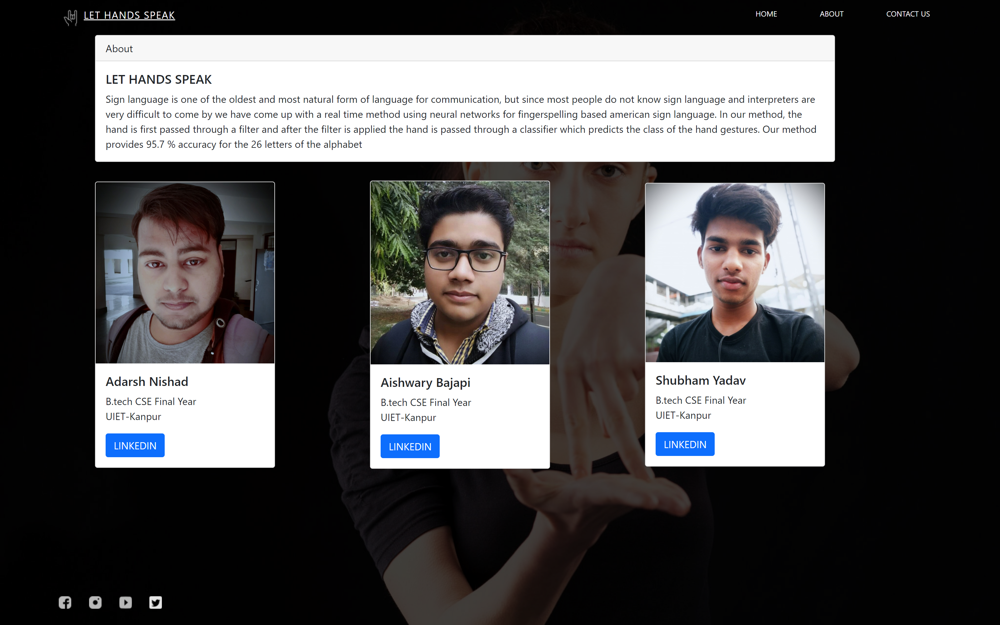 LET HANDS SPEAK
HOME ABOUT CONTACT US
About
LET HANDS SPEAK
Sign language is one of the oldest and most natural form of language for communication, but since most people do not know sign language and interpreters are
very difficult to come by we have come up with a real time method using neural networks for fingerspelling based american sign language. In our method, the
hand is first passed through a filter and after the filter is applied the hand is passed through a classifier which predicts the class of the hand gestures. Our method
provides 95.7 % accuracy for the 26 letters of the alphabet
Adarsh Nishad
B.tech CSE Final Year
UIET-Kanpur
LINKEDIN
Aishwary Bajapi
B.tech CSE Final Year
UIET-Kanpur
LINKEDIN
Shubham Yadav
B.tech CSE Final Year
UIET-Kanpur
LINKEDIN